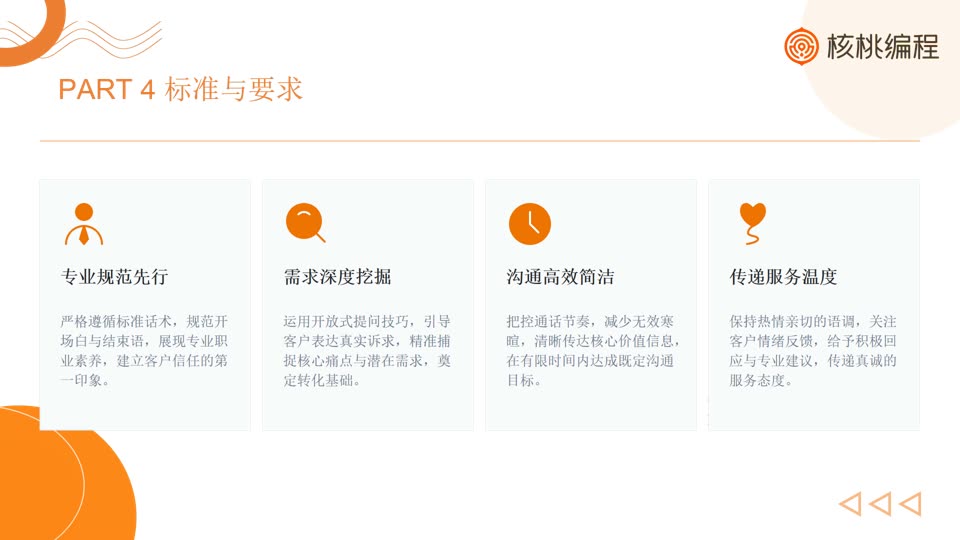 核桃编程
PART 4 标准与要求
专业规范先行
严格遵循标准话术，规范开
场白与结束语，展现专业职
业素养，建立客户信任的第
一印象。
需求深度挖掘
运用开放式提问技巧，引导
客户表达真实诉求，精准捕
捉核心痛点与潜在需求，奠
定转化基础。
沟通高效简洁
把控通话节奏，减少无效寒
暄，清晰传达核心价值信息，
在有限时间内达成既定沟通
目标。
传递服务温度
保持热情亲切的语调，关注
客户情绪反馈，给予积极回
应与专业建议，传递真诚的
服务态度。